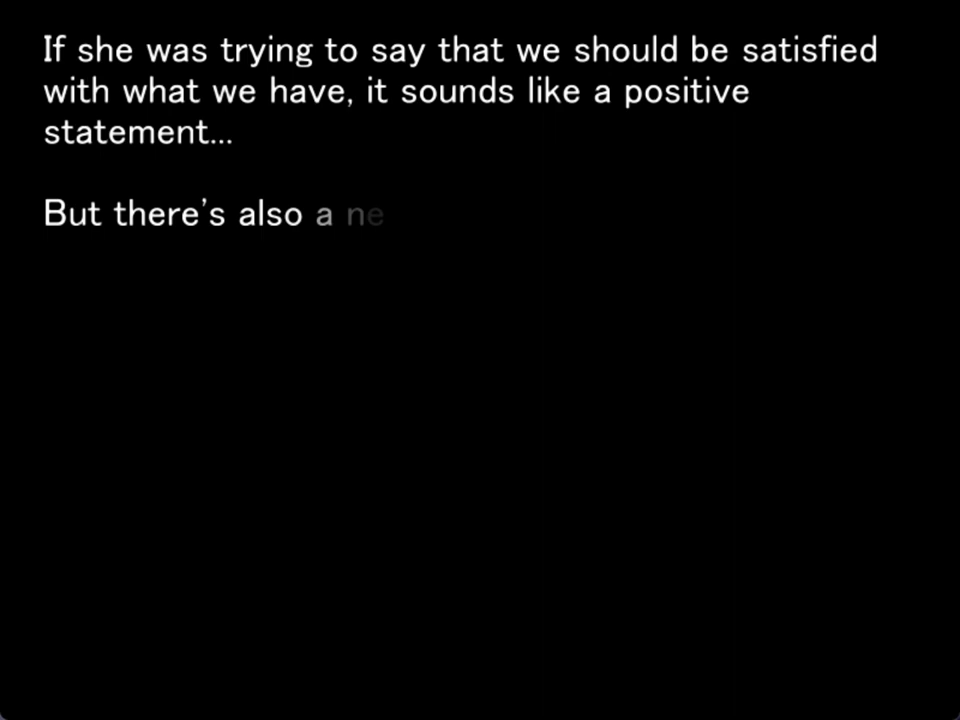 If she was trying to say that we should be satisfied
with what we have, it sounds like a positive
statement...
But there's also a ne